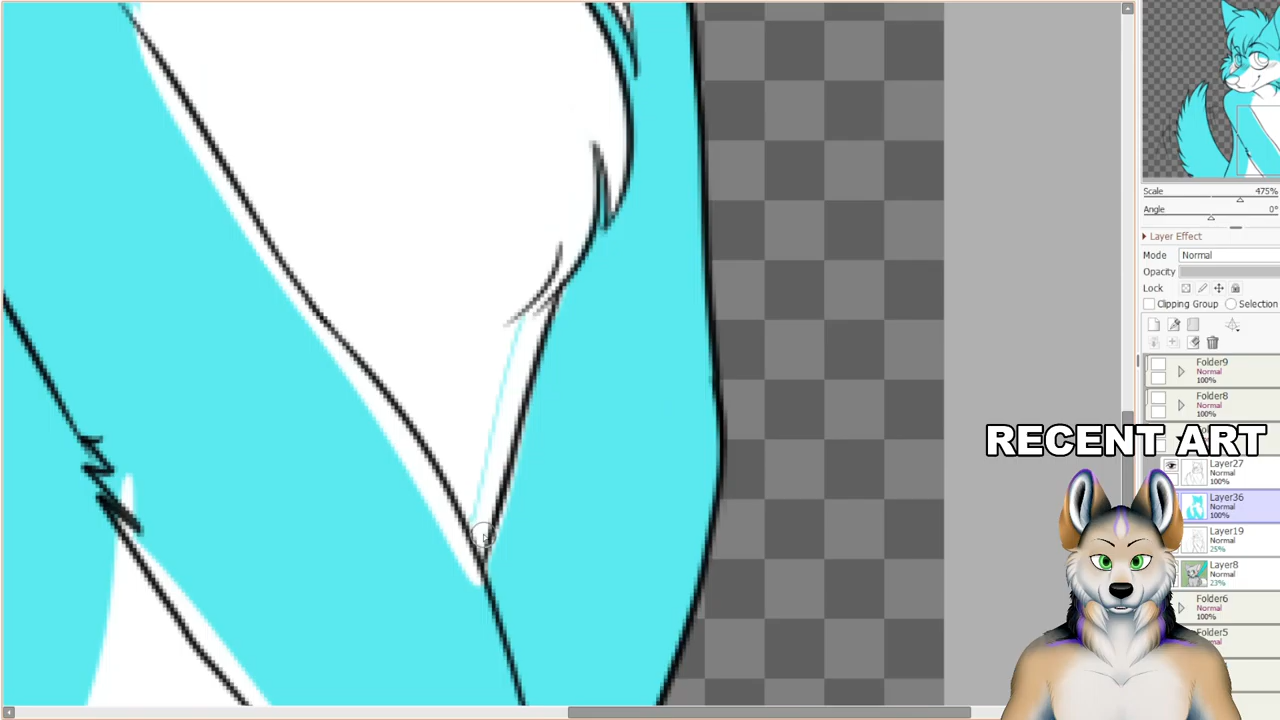 Scale 475%
Angle 0°
Layer Effect
Mode Normal
Opacity
Lock
Clipping Group Selection
Folder9
Normal
100%
Folder8
Normal
100%
RECENT ART
Layer27
Normal
100%
Layer36
Normal
100%
Layer19
Normal
25%
Layer8
Normal
23%
Folder6
Normal
100%
Folder5